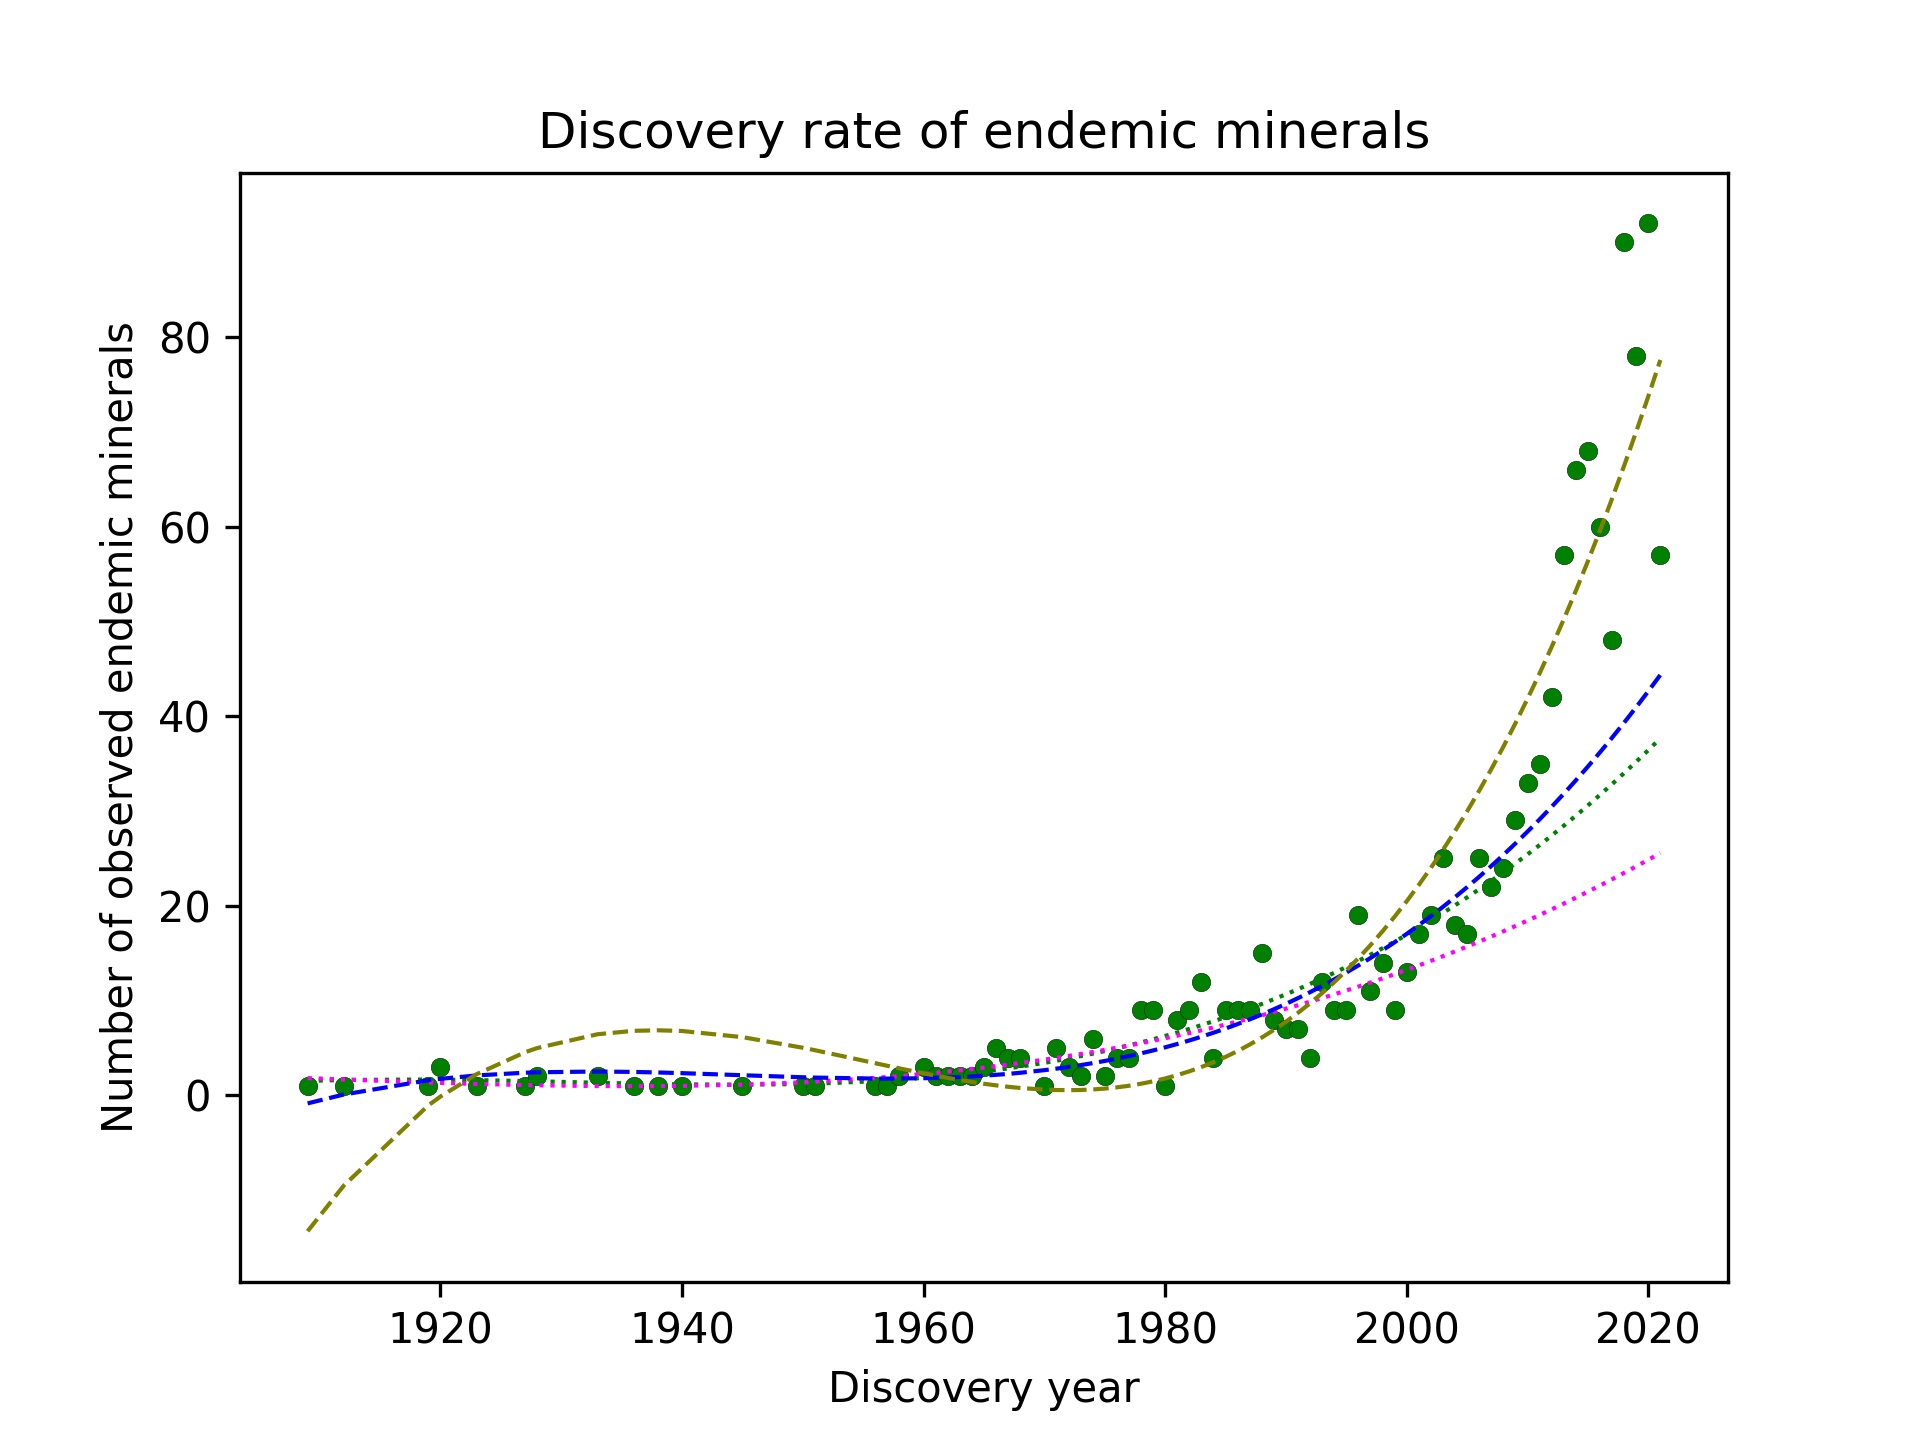 Discovery rate of endemic minerals
Number of observed endemic minerals
80
60
40
20
0
1920 1940 1960 1980 2000 2020
Discovery year